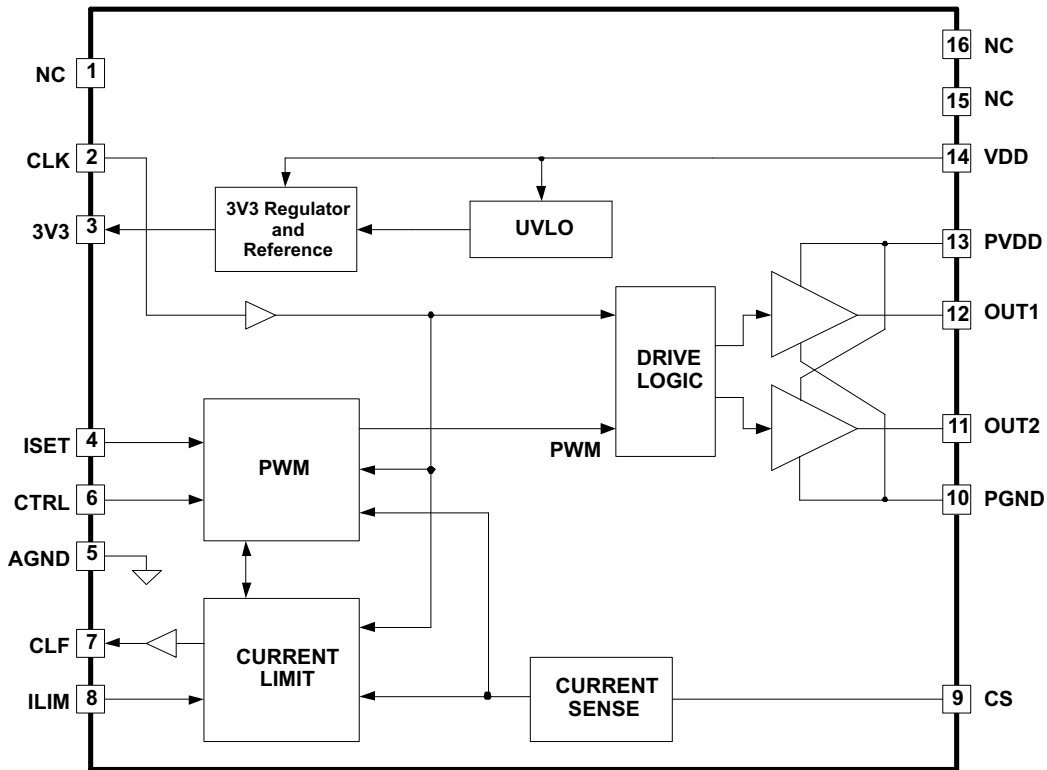 NC 1
16 NC
15 NC
CLK 2
14 VDD
3V3 3
3V3 Regulator
and
Reference
UVLO
13 PVDD
12 OUT1
DRIVE
LOGIC
ISET 4
11 OUT2
PWM
PWM
CTRL 6
10 PGND
AGND 5
CLF 7
CURRENT
LIMIT
ILIM 8
CURRENT
SENSE
9 CS